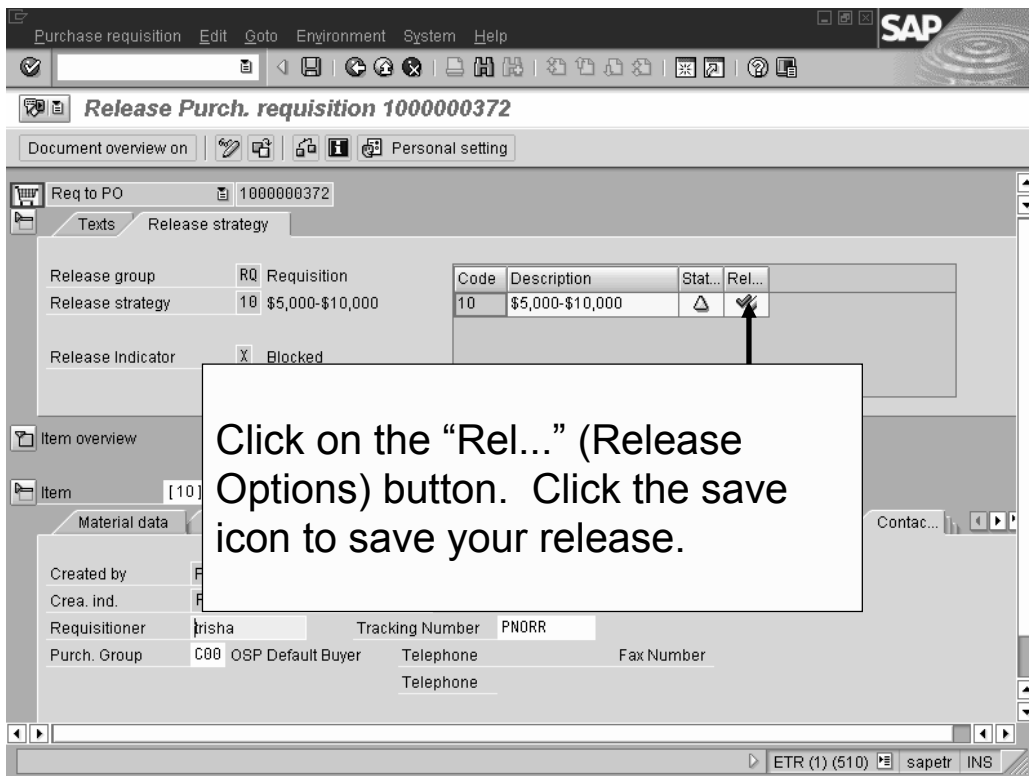 Purchase requisition Edit Goto Environment System Help
SAP
Release Purch. requisition 1000000372
Document overview on Personal setting
Req to PO 1000000372
Texts Release strategy
Release group RQ Requisition
Release strategy 10 $5,000-$10,000
Release Indicator X Blocked
Code Description Stat... Rel...
10 $5,000-$10,000
Click on the “Rel...” (Release
Options) button. Click the save
icon to save your release.
Item overview
Item [10]
Material data Contac...
Created by
Crea. ind.
Requisitioner trisha Tracking Number PNORR
Purch. Group C00 OSP Default Buyer Telephone Fax Number
Telephone
ETR (1) (510) sapetr INS